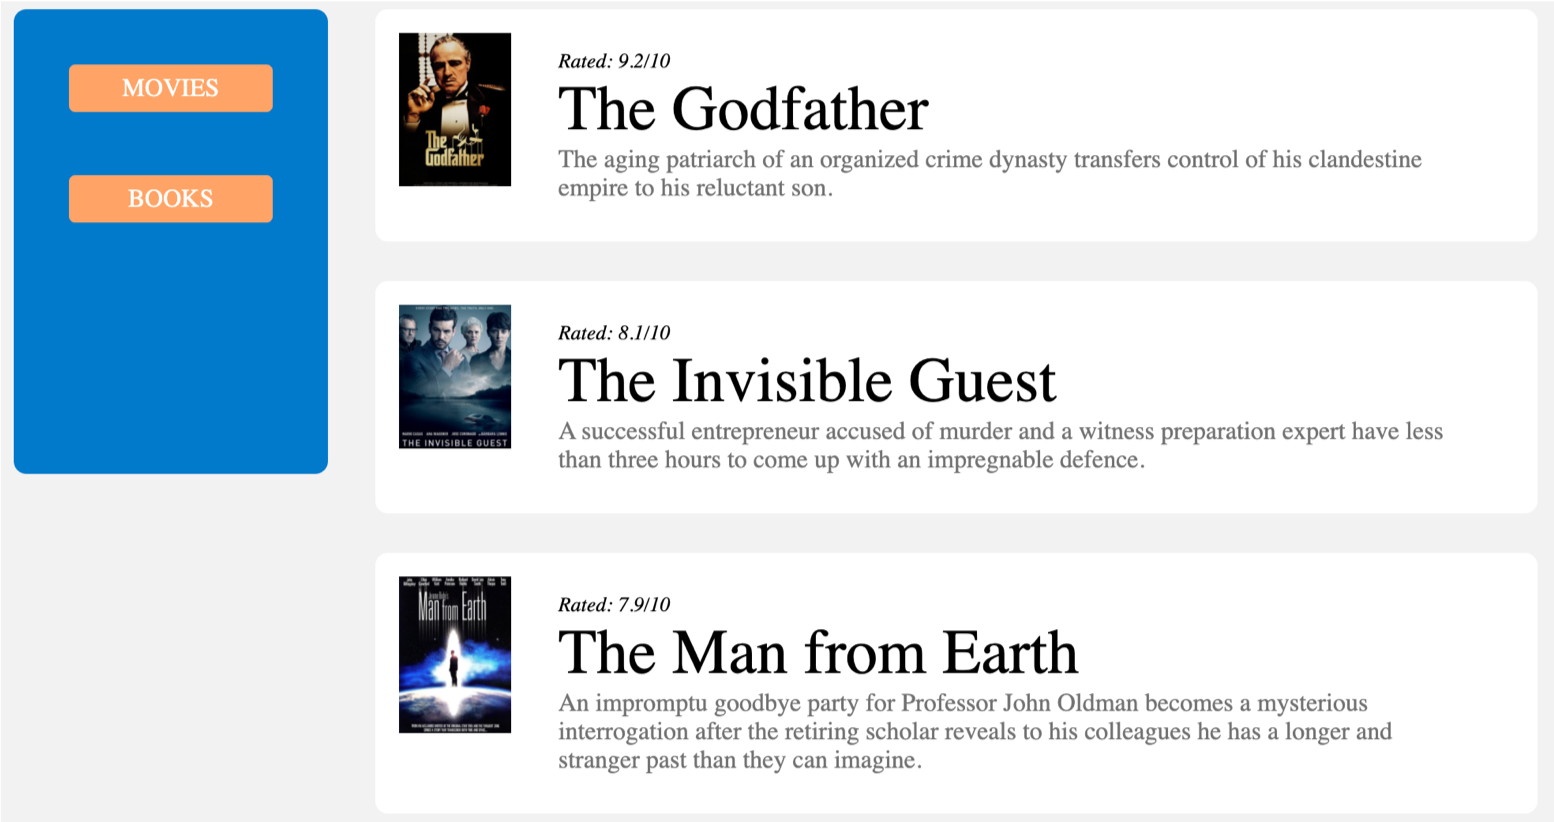 MOVIES
BOOKS
Rated: 9.2/10
The Godfather
The aging patriarch of an organized crime dynasty transfers control of his clandestine
empire to his reluctant son.
The
Godfather
Rated: 8.1/10
The Invisible Guest
A successful entrepreneur accused of murder and a witness preparation expert have less
than three hours to come up with an impregnable defence.
THE INVISIBLE GUEST
Rated: 7.9/10
The Man from Earth
An impromptu goodbye party for Professor John Oldman becomes a mysterious
interrogation after the retiring scholar reveals to his colleagues he has a longer and
stranger past than they can imagine.
Man from Earth